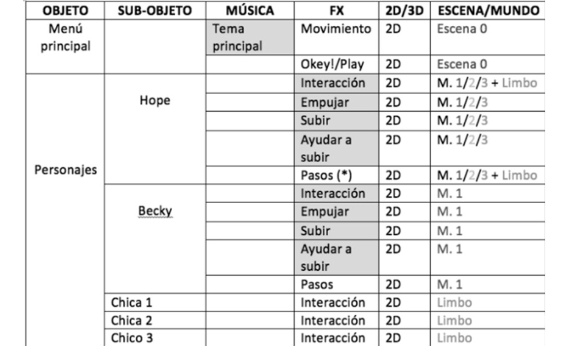 OBJETO SUB-OBJETO MÚSICA FX 2D/3D ESCENA/MUNDO
Menú principal Tema principal Movimiento 2D Escena 0
Okey!/Play 2D Escena 0
Personajes Hope Interacción 2D M. 1/2/3 + Limbo
Empujar 2D M. 1/2/3
Subir 2D M. 1/2/3
Ayudar a subir 2D M. 1/2/3
Pasos (*) 2D M. 1/2/3 + Limbo
Becky Interacción 2D M. 1
Empujar 2D M. 1
Subir 2D M. 1
Ayudar a subir 2D M. 1
Pasos 2D M. 1
Chica 1 Interacción 2D Limbo
Chica 2 Interacción 2D Limbo
Chico 3 Interacción 2D Limbo